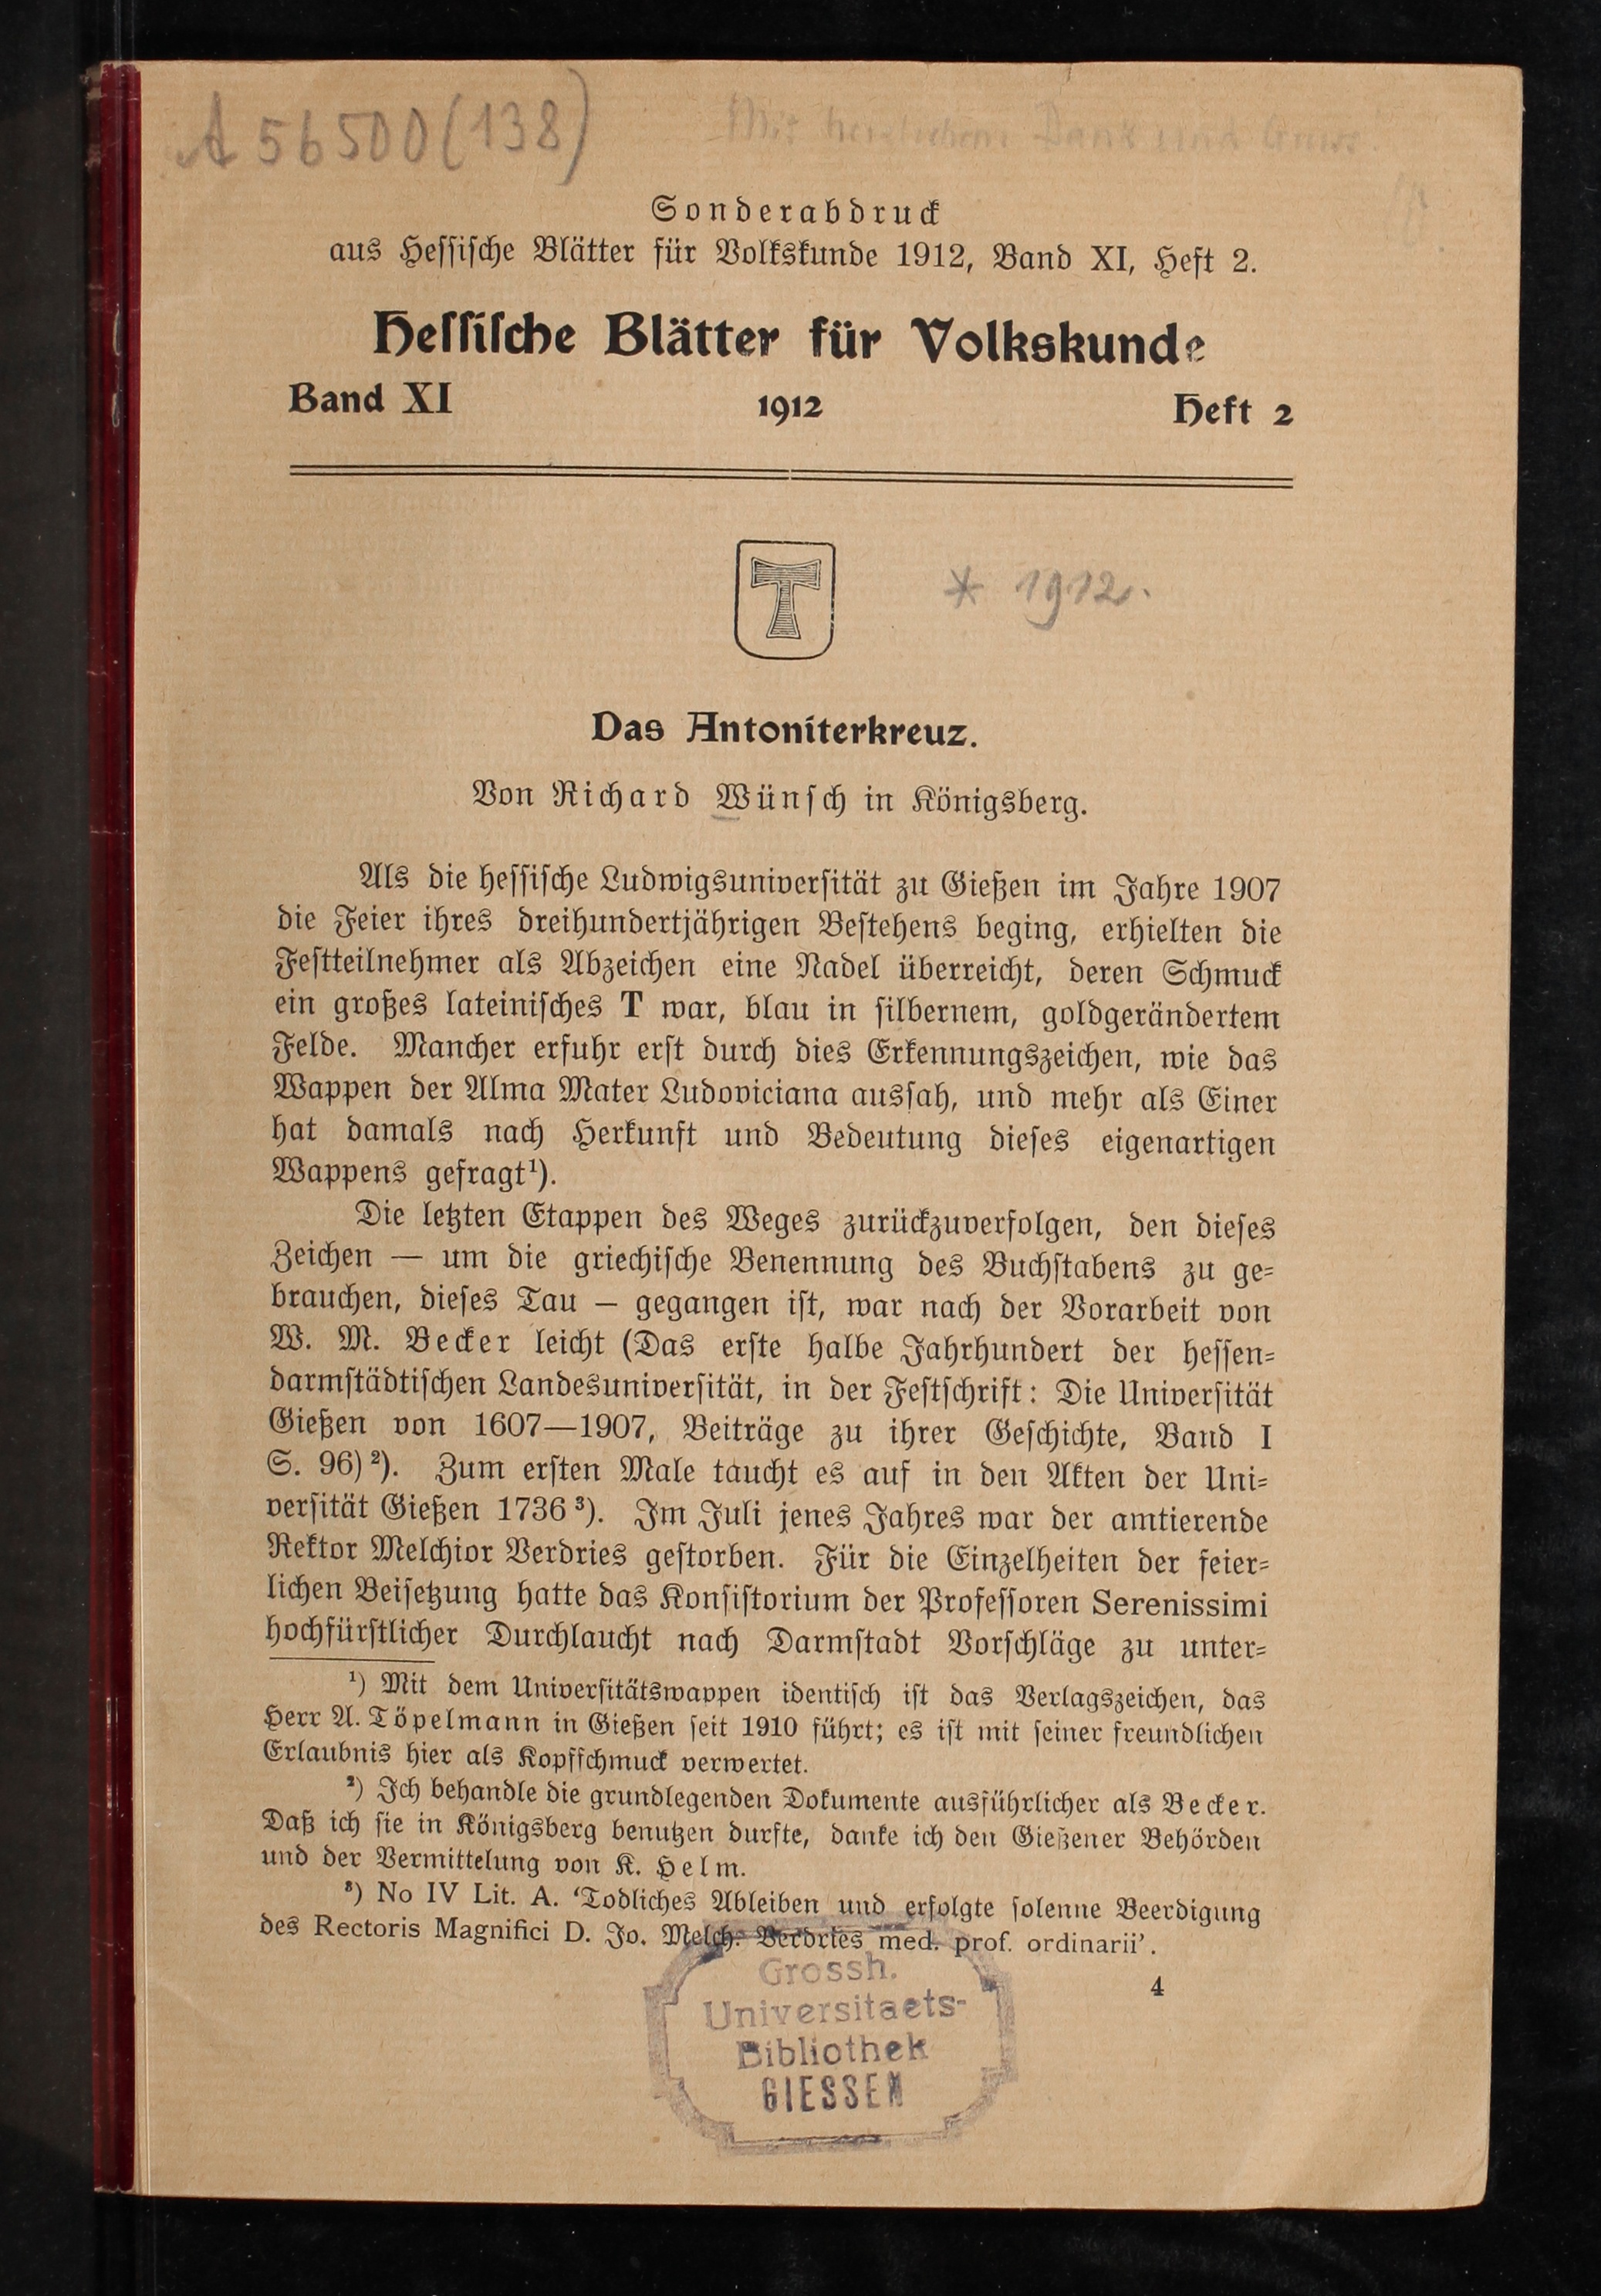 A 56500 (138)
Mit herzlichem Dank und Gruss
Sonderabdruck
aus Hessische Blätter für Volkskunde 1912, Band XI, Heft 2.
Hessische Blätter für Volkskunde
Band XI 1912 Heft 2
T
* 1912.
Das Antoniterkreuz.
Von Richard Wünsch in Königsberg.
Als die hessische Ludwigsuniversität zu Gießen im Jahre 1907
die Feier ihres dreihundertjährigen Bestehens beging, erhielten die
Festteilnehmer als Abzeichen eine Nadel überreicht, deren Schmuck
ein großes lateinisches T war, blau in silbernem, goldgerändertem
Felde. Mancher erfuhr erst durch dies Erkennungszeichen, wie das
Wappen der Alma Mater Ludoviciana aussah, und mehr als Einer
hat damals nach Herkunft und Bedeutung dieses eigenartigen
Wappens gefragt¹).
Die letzten Etappen des Weges zurückzuverfolgen, den dieses
Zeichen — um die griechische Benennung des Buchstabens zu ge-
brauchen, dieses Tau — gegangen ist, war nach der Vorarbeit von
W. M. Becker leicht (Das erste halbe Jahrhundert der hessen-
darmstädtischen Landesuniversität, in der Festschrift: Die Universität
Gießen von 1607—1907, Beiträge zu ihrer Geschichte, Band I
S. 96)²). Zum ersten Male taucht es auf in den Akten der Uni-
versität Gießen 1736³). Im Juli jenes Jahres war der amtierende
Rektor Melchior Verdries gestorben. Für die Einzelheiten der feier-
lichen Beisetzung hatte das Konsistorium der Professoren Serenissimi
hochfürstlicher Durchlaucht nach Darmstadt Vorschläge zu unter-
¹) Mit dem Universitätswappen identisch ist das Verlagszeichen, das
Herr A. Töpelmann in Gießen seit 1910 führt; es ist mit seiner freundlichen
Erlaubnis hier als Kopfschmuck verwertet.
²) Ich behandle die grundlegenden Dokumente ausführlicher als Becker.
Daß ich sie in Königsberg benutzen durfte, danke ich den Gießener Behörden
und der Vermittelung von K. Helm.
³) No IV Lit. A. ‘Todliches Ableiben und erfolgte solenne Beerdigung
des Rectoris Magnifici D. Jo. Melch. Verdries med. prof. ordinarii’.
4
Grossh.
Universitaets-
Bibliothek
GIESSEN